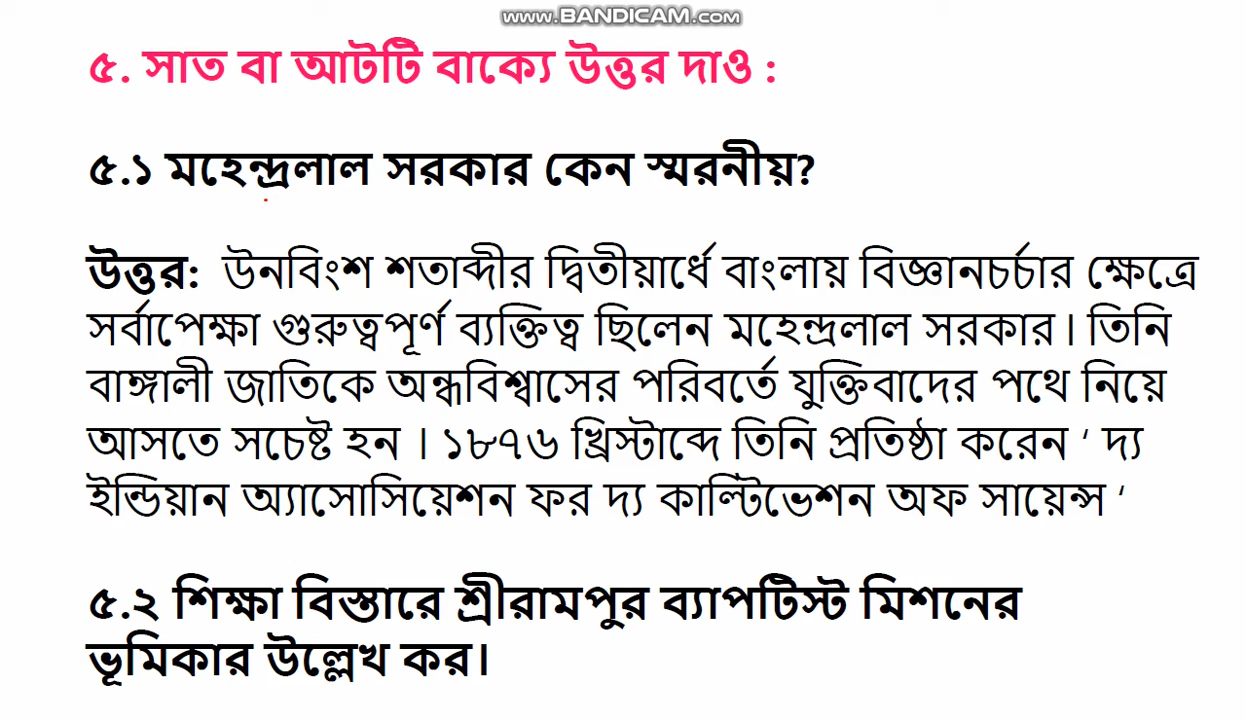 www.BANDICAM.com
৫. সাত বা আটটি বাক্যে উত্তর দাও :
৫.১ মহেন্দ্রলাল সরকার কেন স্মরনীয়?
উত্তর: উনবিংশ শতাব্দীর দ্বিতীয়ার্ধে বাংলায় বিজ্ঞানচর্চার ক্ষেত্রে
সর্বাপেক্ষা গুরুত্বপূর্ণ ব্যক্তিত্ব ছিলেন মহেন্দ্রলাল সরকার। তিনি
বাঙ্গালী জাতিকে অন্ধবিশ্বাসের পরিবর্তে যুক্তিবাদের পথে নিয়ে
আসতে সচেষ্ট হন । ১৮৭৬ খ্রিস্টাব্দে তিনি প্রতিষ্ঠা করেন ‘ দ্য
ইন্ডিয়ান অ্যাসোসিয়েশন ফর দ্য কাল্টিভেশন অফ সায়েন্স ‘
৫.২ শিক্ষা বিস্তারে শ্রীরামপুর ব্যাপটিস্ট মিশনের
ভূমিকার উল্লেখ কর।